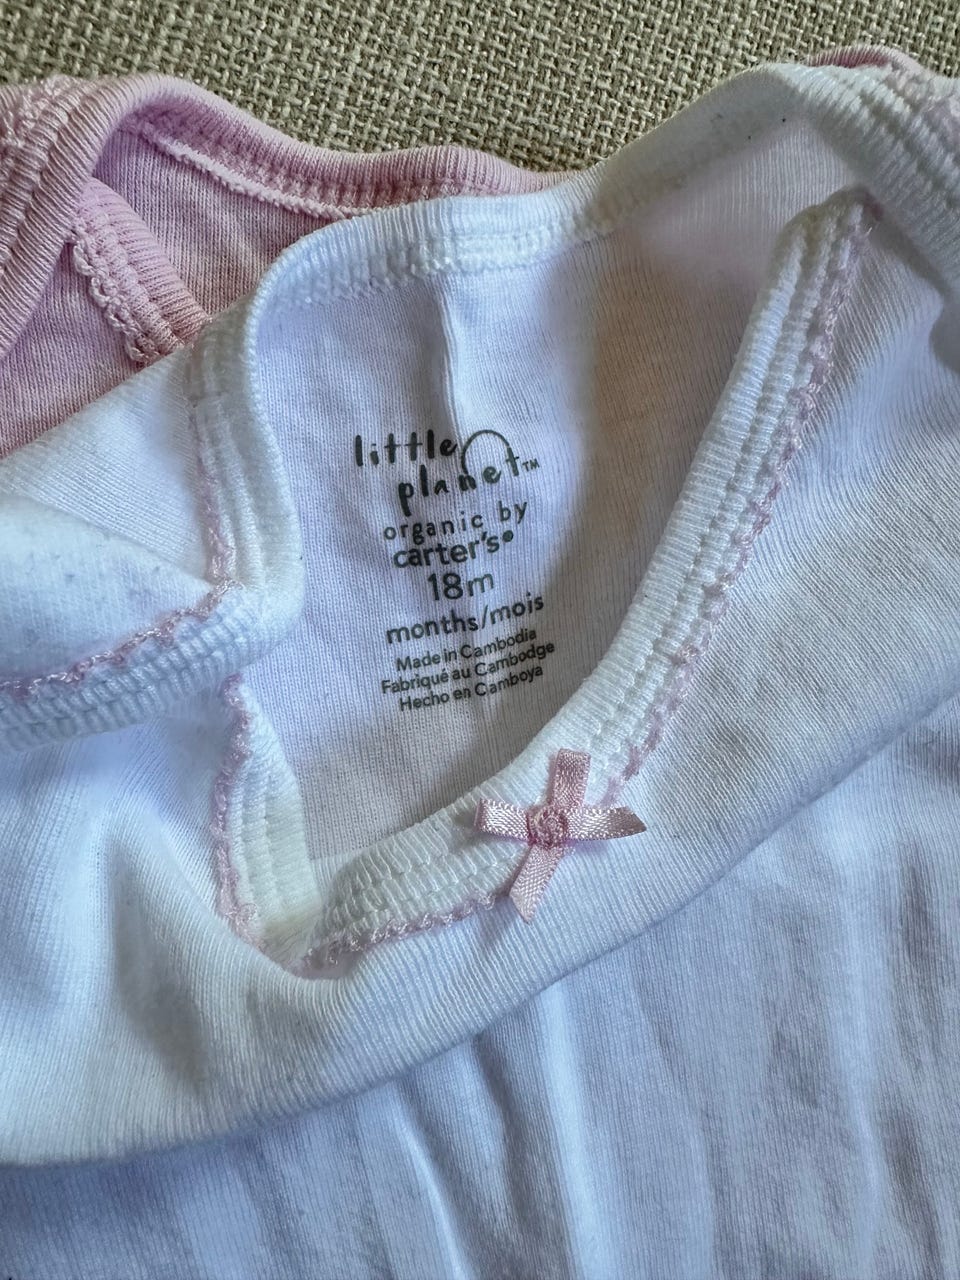 little
planet™
organic by
carter's®
18m
months/mois
Made in Cambodia
Fabriqué au Cambodge
Hecho en Camboya